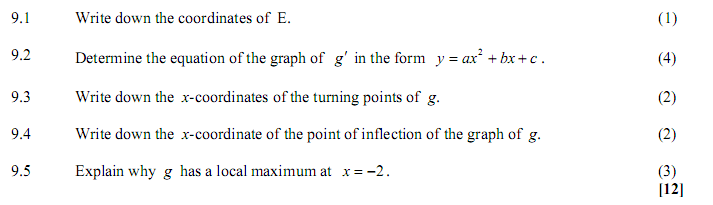 9.1 Write down the coordinates of E. (1)
9.2 Determine the equation of the graph of g′ in the form y = ax² + bx + c . (4)
9.3 Write down the x-coordinates of the turning points of g. (2)
9.4 Write down the x-coordinate of the point of inflection of the graph of g. (2)
9.5 Explain why g has a local maximum at x = −2. (3)
[12]